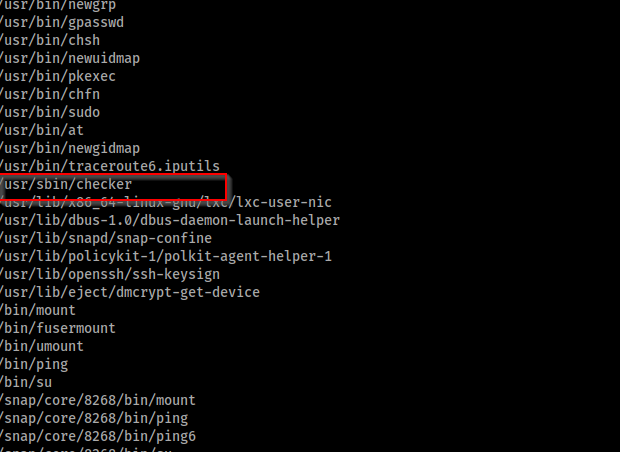 /usr/bin/newgrp
/usr/bin/gpasswd
/usr/bin/chsh
/usr/bin/newuidmap
/usr/bin/pkexec
/usr/bin/chfn
/usr/bin/sudo
/usr/bin/at
/usr/bin/newgidmap
/usr/bin/traceroute6.iputils
/usr/sbin/checker
/usr/lib/x86_64-linux-gnu/lxc/lxc-user-nic
/usr/lib/dbus-1.0/dbus-daemon-launch-helper
/usr/lib/snapd/snap-confine
/usr/lib/policykit-1/polkit-agent-helper-1
/usr/lib/openssh/ssh-keysign
/usr/lib/eject/dmcrypt-get-device
/bin/mount
/bin/fusermount
/bin/umount
/bin/ping
/bin/su
/snap/core/8268/bin/mount
/snap/core/8268/bin/ping
/snap/core/8268/bin/ping6
/snap/core/8268/bin/su